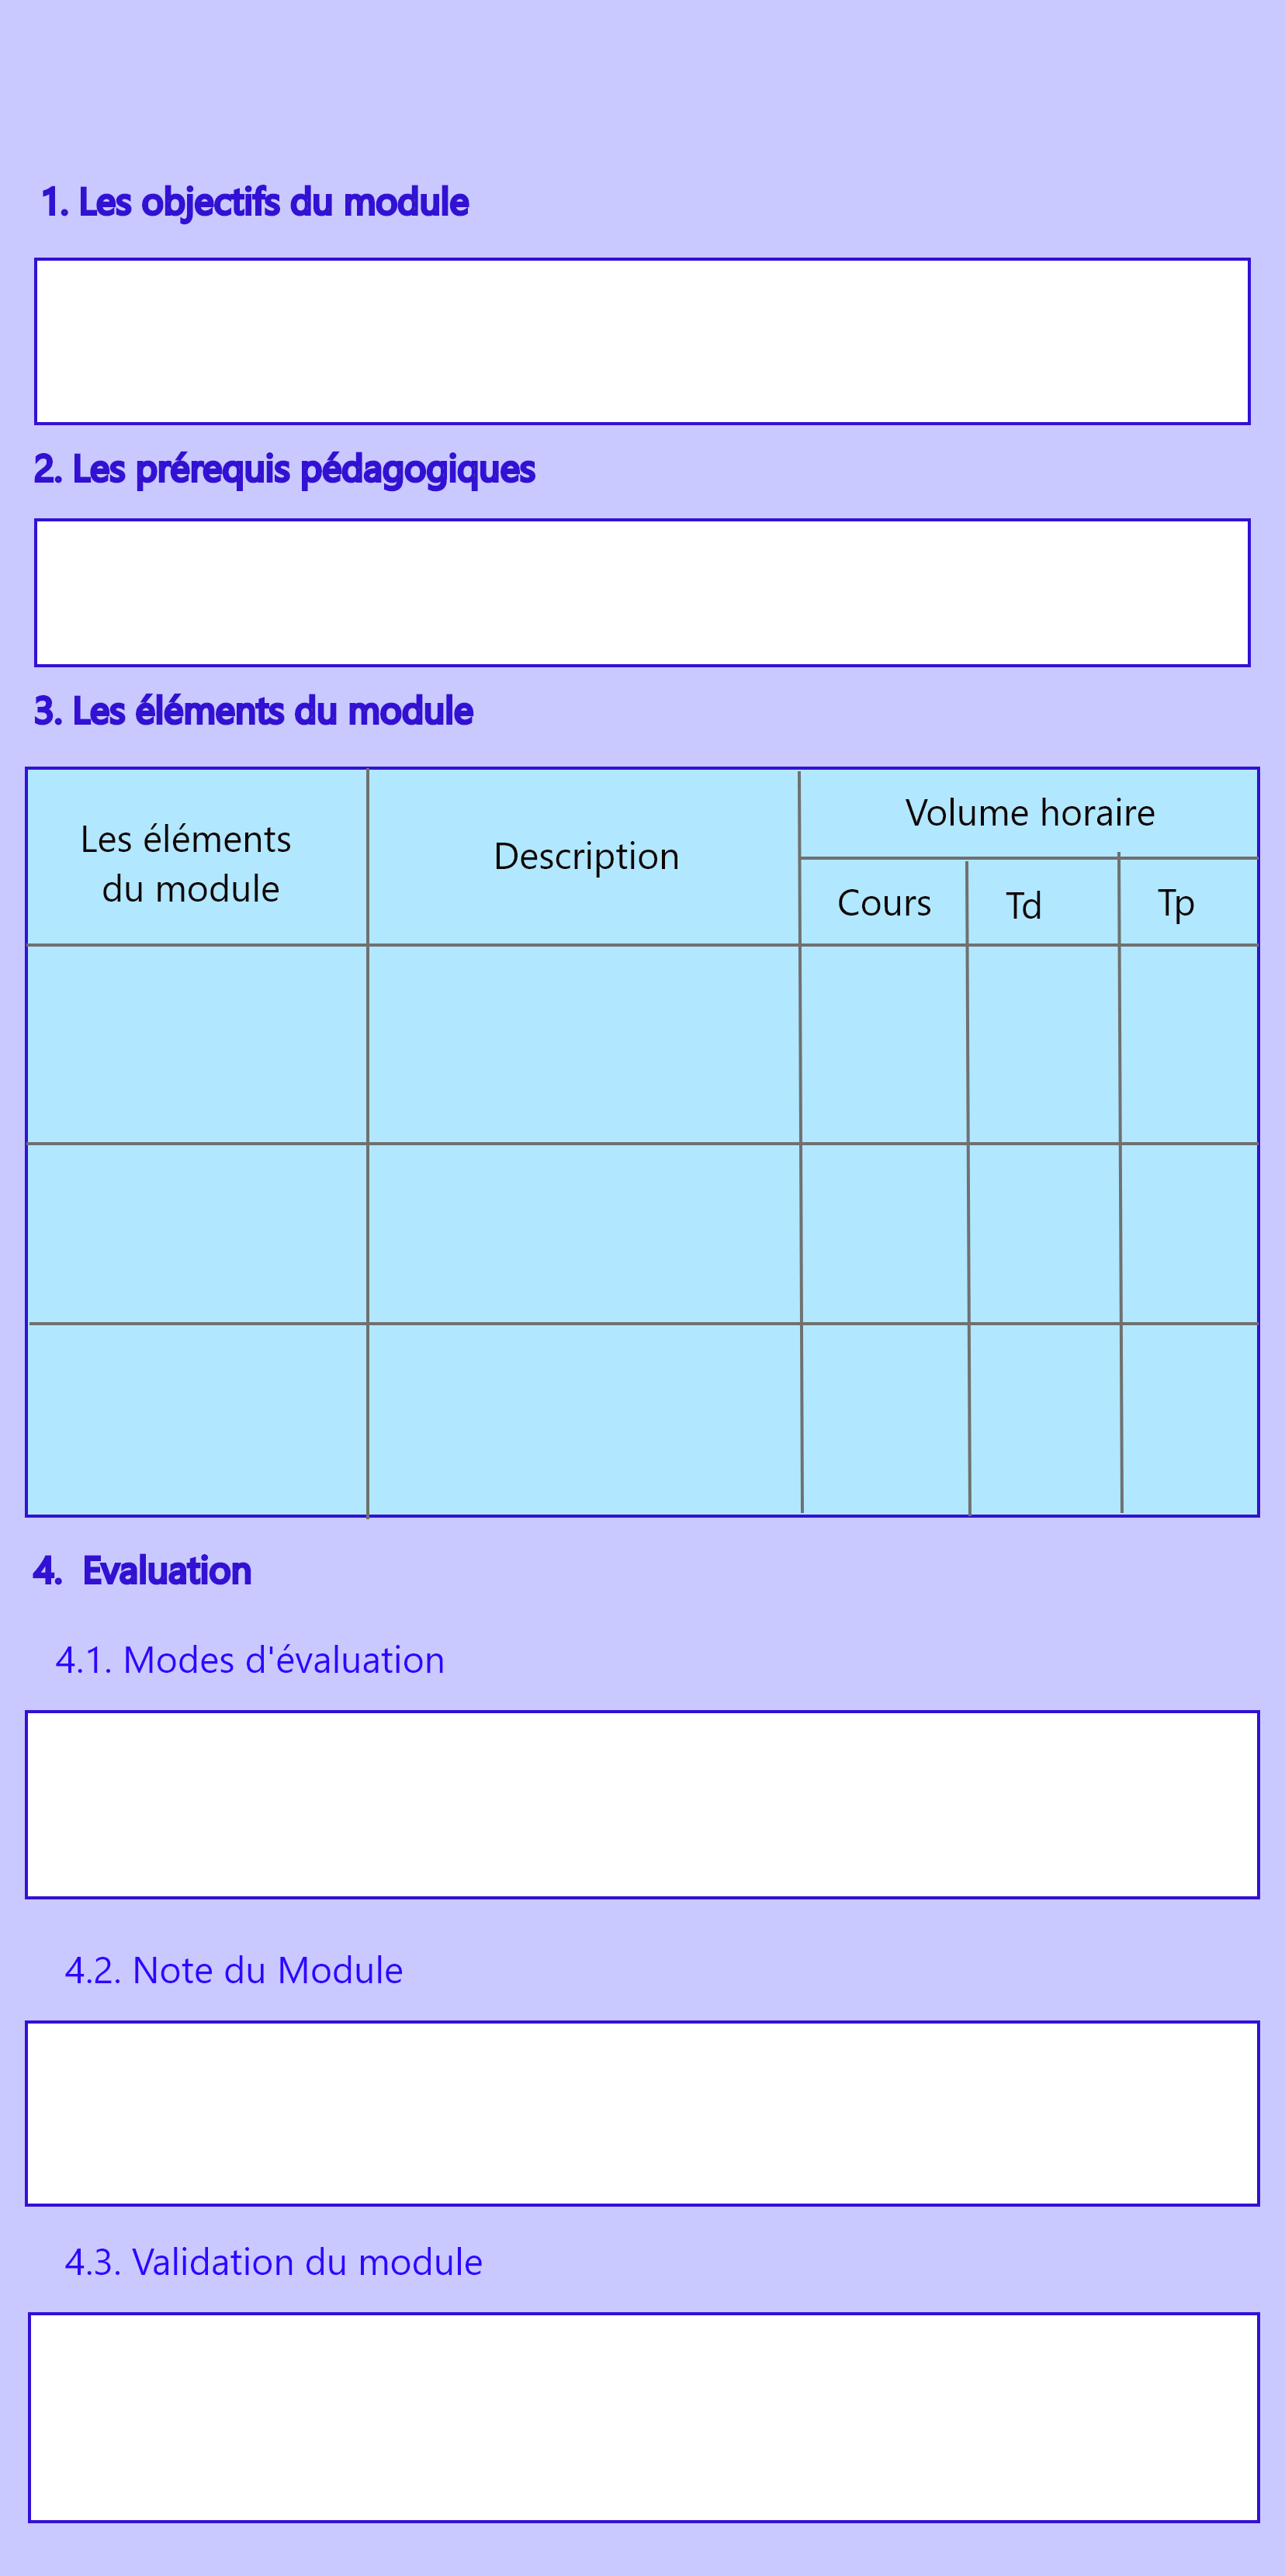 1. Les objectifs du module
2. Les prérequis pédagogiques
3. Les éléments du module
Les éléments
du module
Description
Volume horaire
Cours
Td
Tp
4. Evaluation
4.1. Modes d'évaluation
4.2. Note du Module
4.3. Validation du module